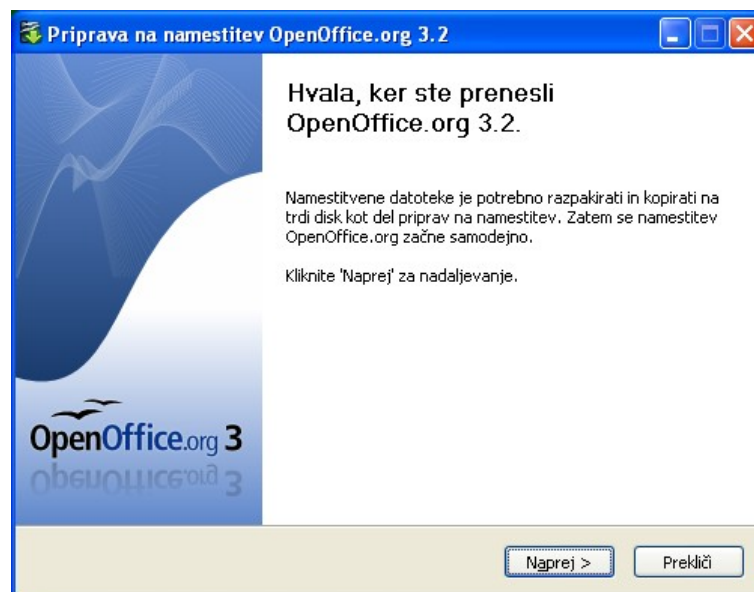 Priprava na namestitev OpenOffice.org 3.2
Hvala, ker ste prenesli
OpenOffice.org 3.2.
Namestitvene datoteke je potrebno razpakirati in kopirati na
trdi disk kot del priprav na namestitev. Zatem se namestitev
OpenOffice.org začne samodejno.
Kliknite 'Naprej' za nadaljevanje.
OpenOffice.org 3
Naprej >
Prekliči